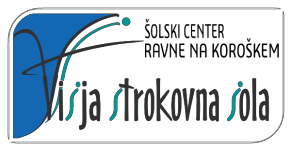 ŠOLSKI CENTER
RAVNE NA KOROŠKEM
Višja strokovna šola